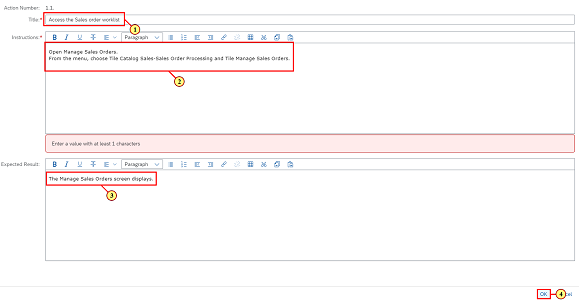 Action Number: 1.1.
Title:* Access the Sales order worklist
1
Instructions:* B I U Paragraph
Open Manage Sales Orders.
From the menu, choose Tile Catalog Sales-Sales Order Processing and Tile Manage Sales Orders.
2
Enter a value with at least 1 characters
Expected Result: B I U Paragraph
The Manage Sales Orders screen displays.
3
OK 4 cel